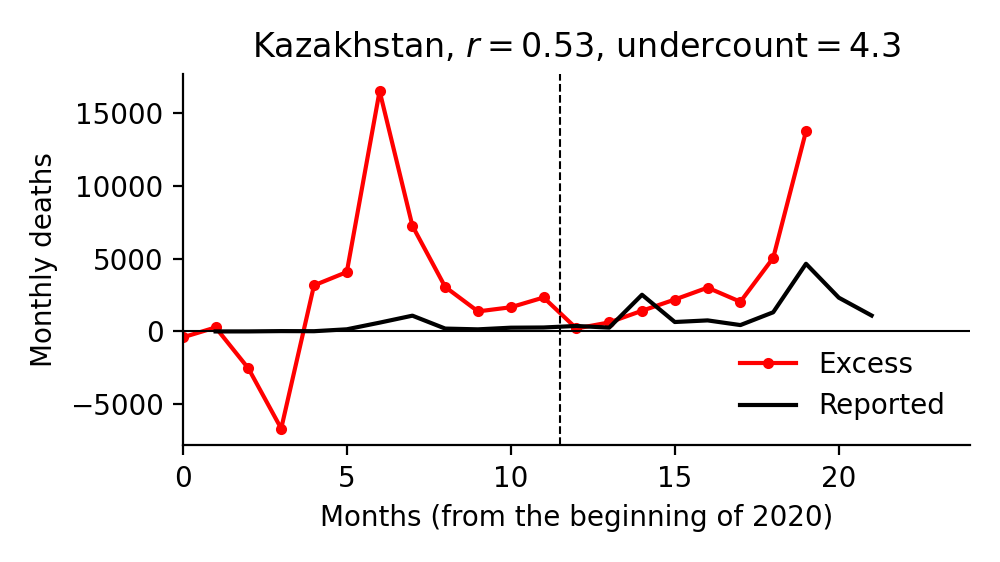 Kazakhstan, r = 0.53, undercount = 4.3
Monthly deaths
15000
10000
5000
0
−5000
Excess
Reported
0 5 10 15 20
Months (from the beginning of 2020)